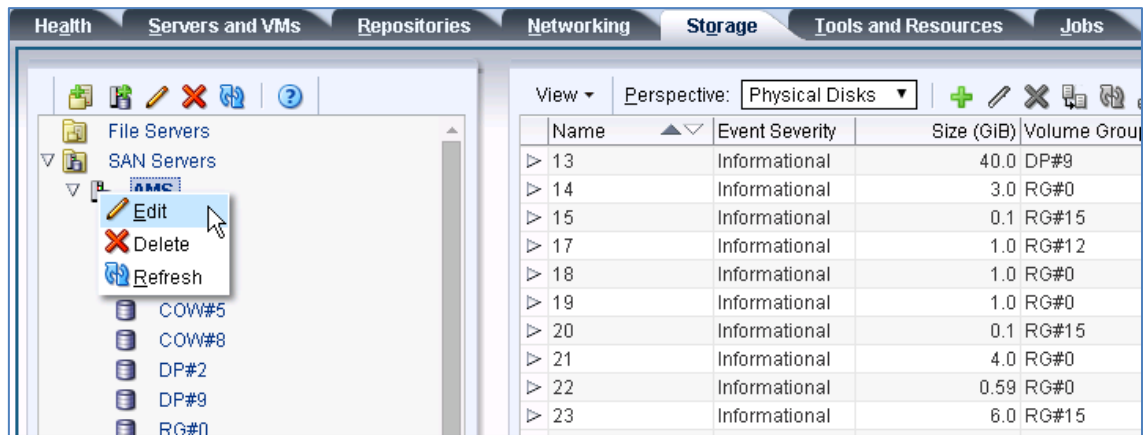 Health Servers and VMs Repositories Networking Storage Tools and Resources Jobs
File Servers
SAN Servers
AMS
Edit
Delete
Refresh
COW#5
COW#8
DP#2
DP#9
RG#0
View Perspective: Physical Disks
Name Event Severity Size (GiB) Volume Group
13 Informational 40.0 DP#9
14 Informational 3.0 RG#0
15 Informational 0.1 RG#15
17 Informational 1.0 RG#12
18 Informational 1.0 RG#0
19 Informational 1.0 RG#0
20 Informational 0.1 RG#15
21 Informational 4.0 RG#0
22 Informational 0.59 RG#0
23 Informational 6.0 RG#15